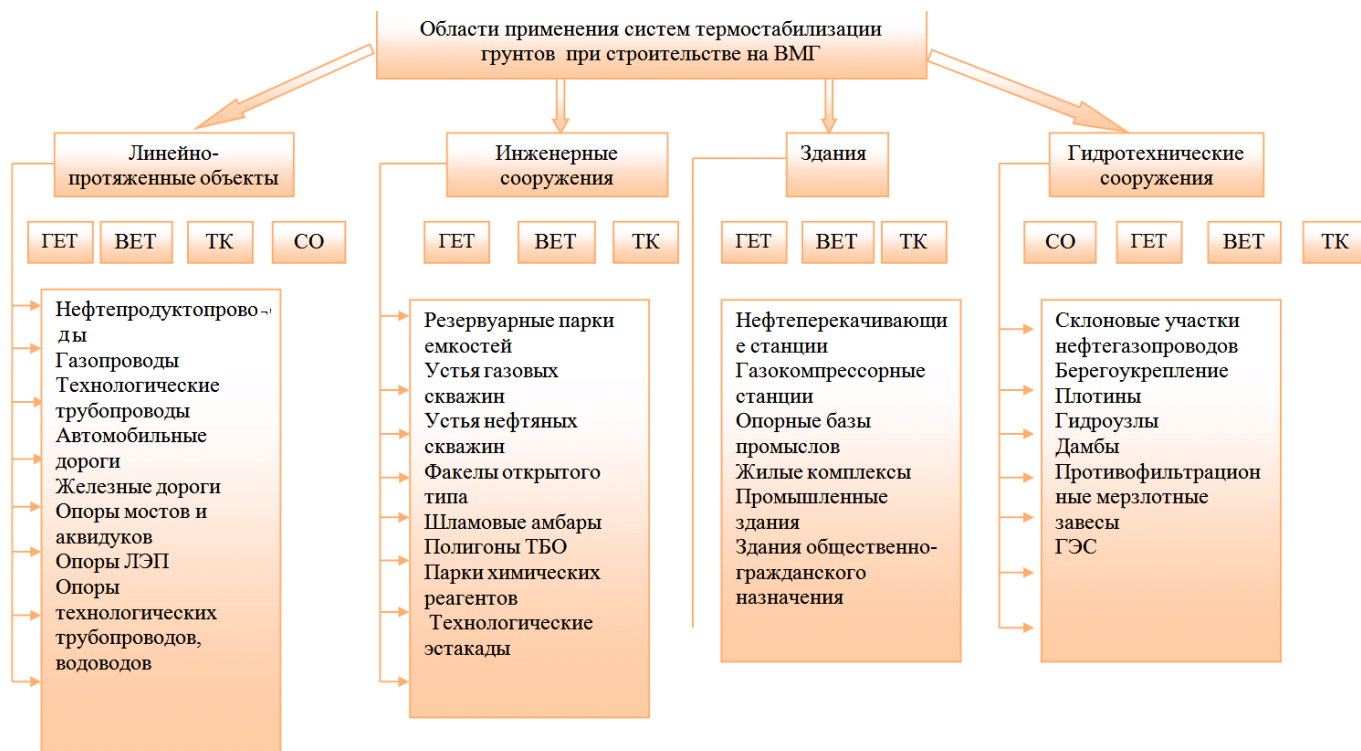 Области применения систем термостабилизации
грунтов при строительстве на ВМГ
Линейно-
протяженные объекты
Инженерные
сооружения
Здания
Гидротехнические
сооружения
ГЕТ
ВЕТ
ТК
СО
ГЕТ
ВЕТ
ТК
ГЕТ
ВЕТ
ТК
СО
ГЕТ
ВЕТ
ТК
Нефтепродуктопрово¬
ды
Газопроводы
Технологические
трубопроводы
Автомобильные
дороги
Железные дороги
Опоры мостов и
аквидуков
Опоры ЛЭП
Опоры
технологических
трубопроводов,
водоводов
Резервуарные парки
емкостей
Устья газовых
скважин
Устья нефтяных
скважин
Факелы открытого
типа
Шламовые амбары
Полигоны ТБО
Парки химических
реагентов
Технологические
эстакады
Нефтеперекачивающи
е станции
Газокомпрессорные
станции
Опорные базы
промыслов
Жилые комплексы
Промышленные
здания
Здания общественно-
гражданского
назначения
Склоновые участки
нефтегазопроводов
Берегоукрепление
Плотины
Гидроузлы
Дамбы
Противофильтрацион
ные мерзлотные
завесы
ГЭС